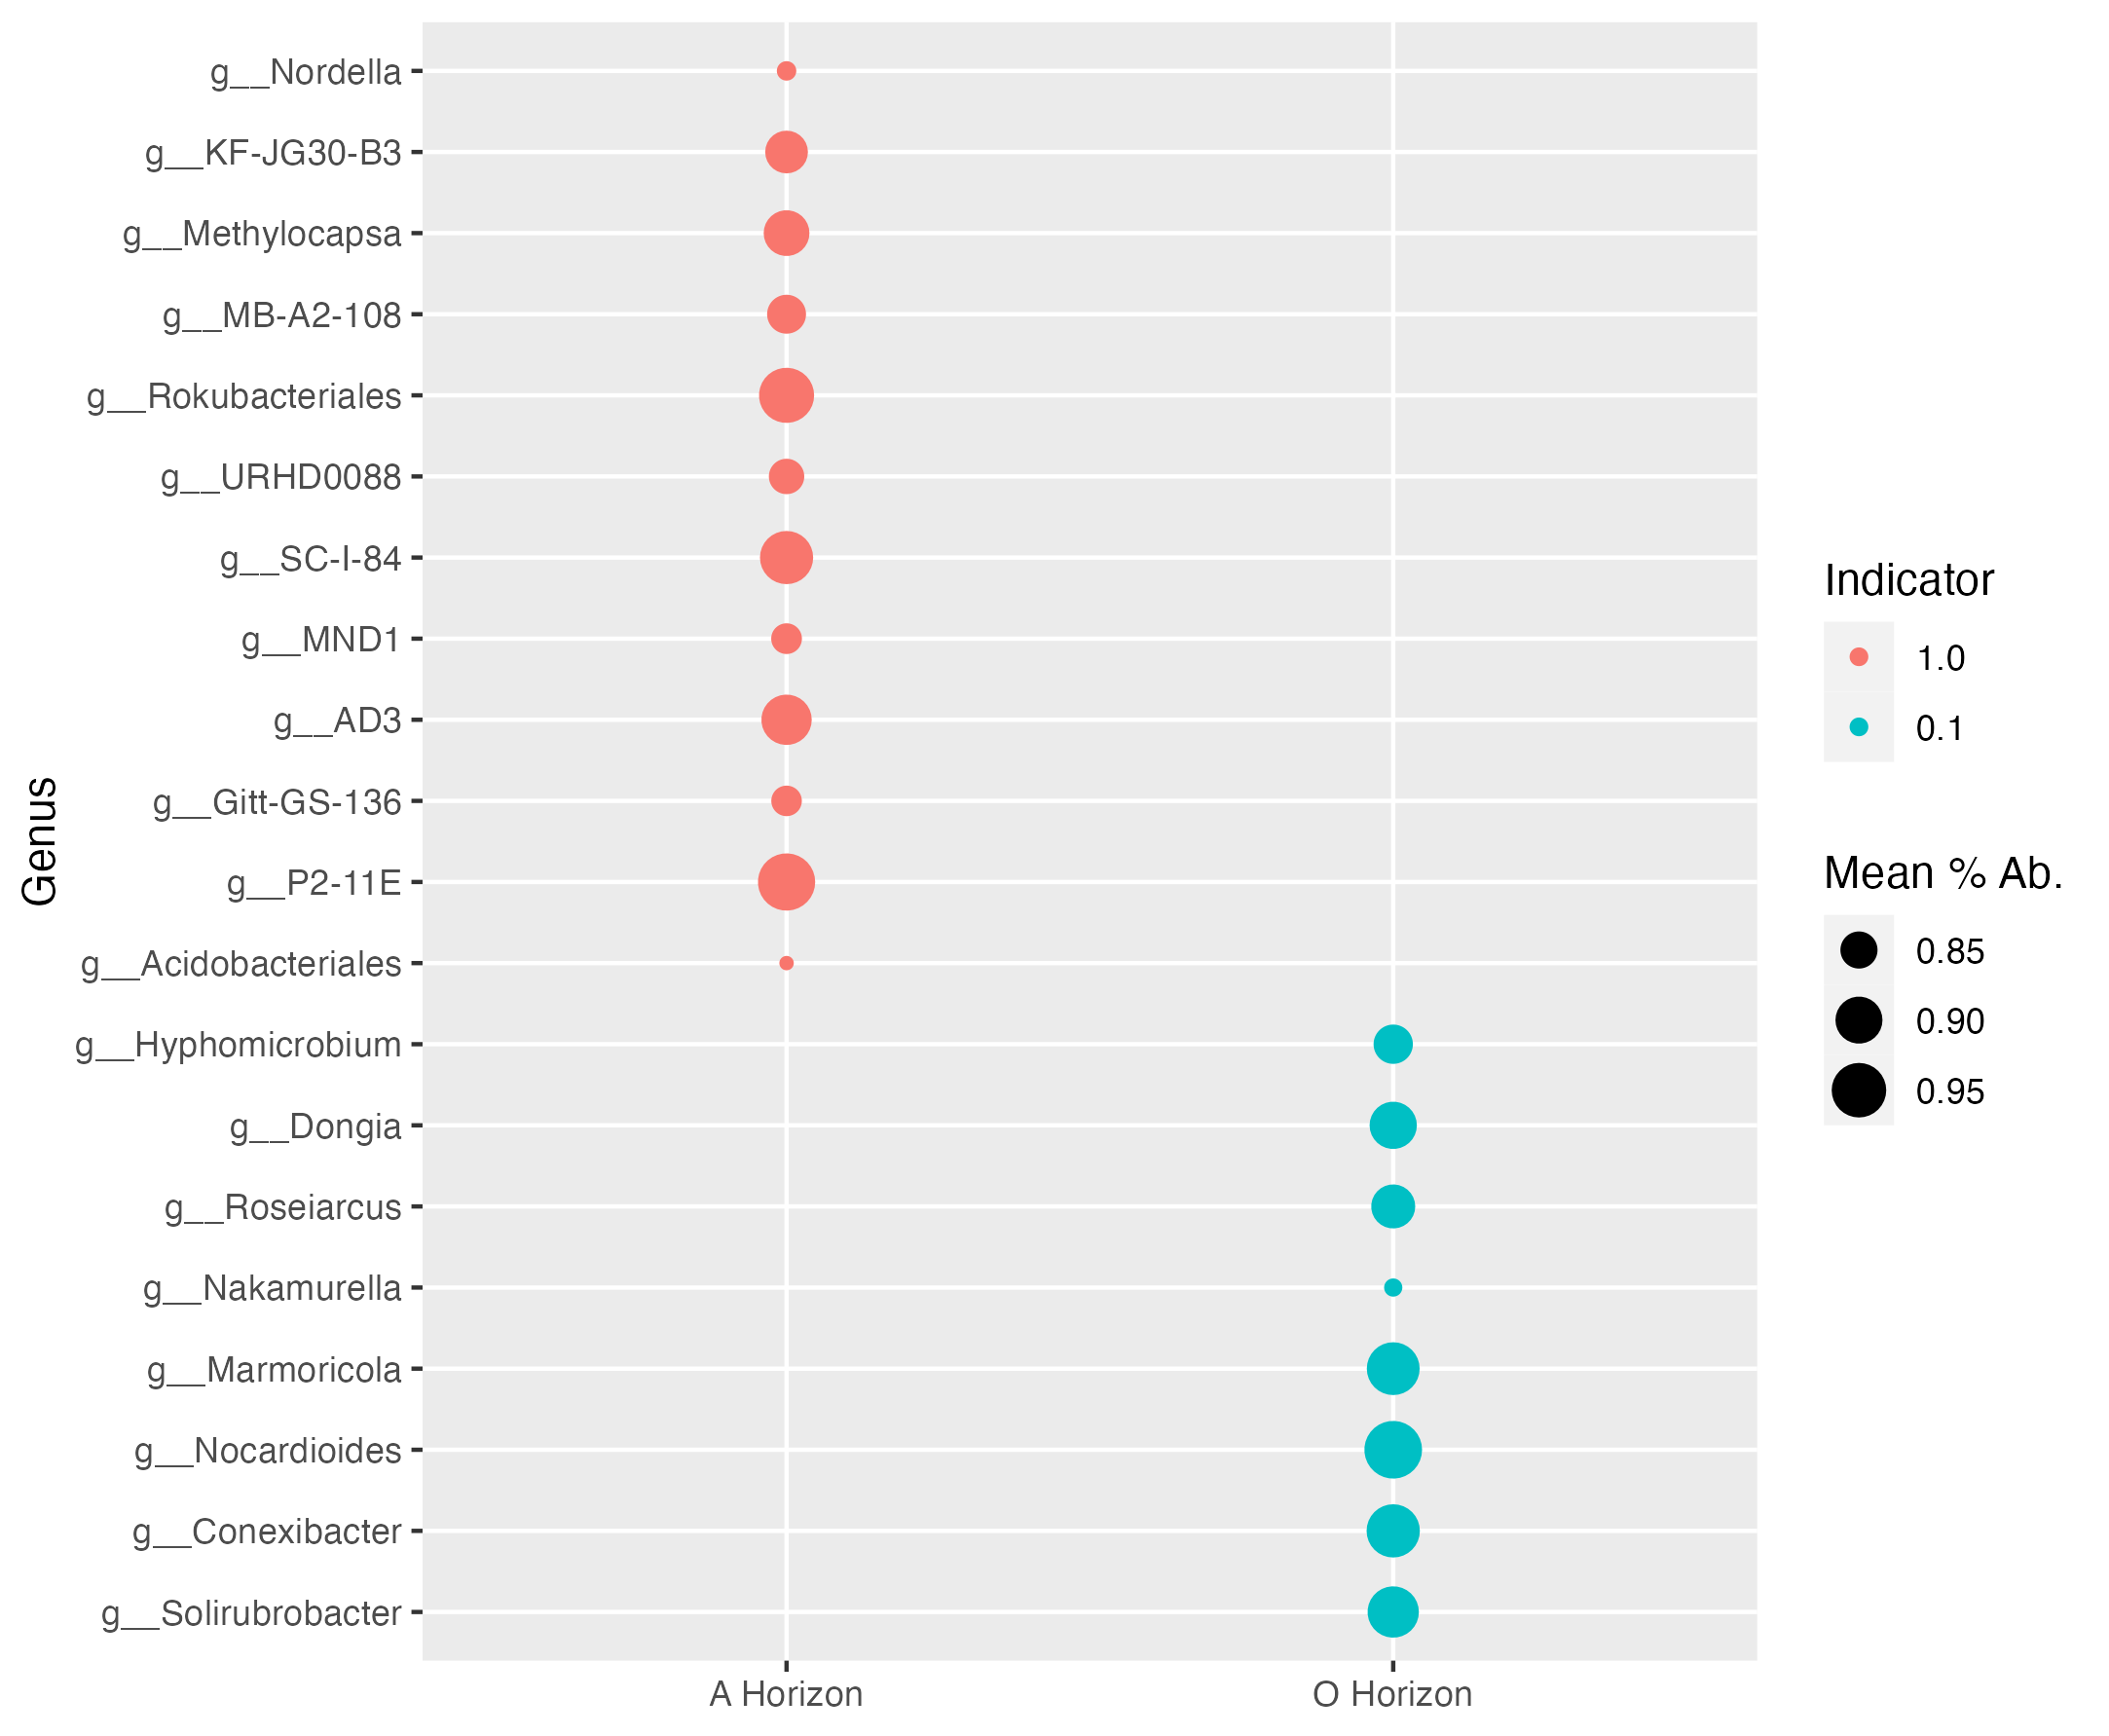 g__Nordella
g__KF-JG30-B3
g__Methylocapsa
g__MB-A2-108
g__Rokubacteriales
g__URHD0088
g__SC-I-84
g__MND1
g__AD3
g__Gitt-GS-136
g__P2-11E
g__Acidobacteriales
g__Hyphomicrobium
g__Dongia
g__Roseiarcus
g__Nakamurella
g__Marmoricola
g__Nocardioides
g__Conexibacter
g__Solirubrobacter
Genus
A Horizon
O Horizon
Indicator
1.0
0.1
Mean % Ab.
0.85
0.90
0.95